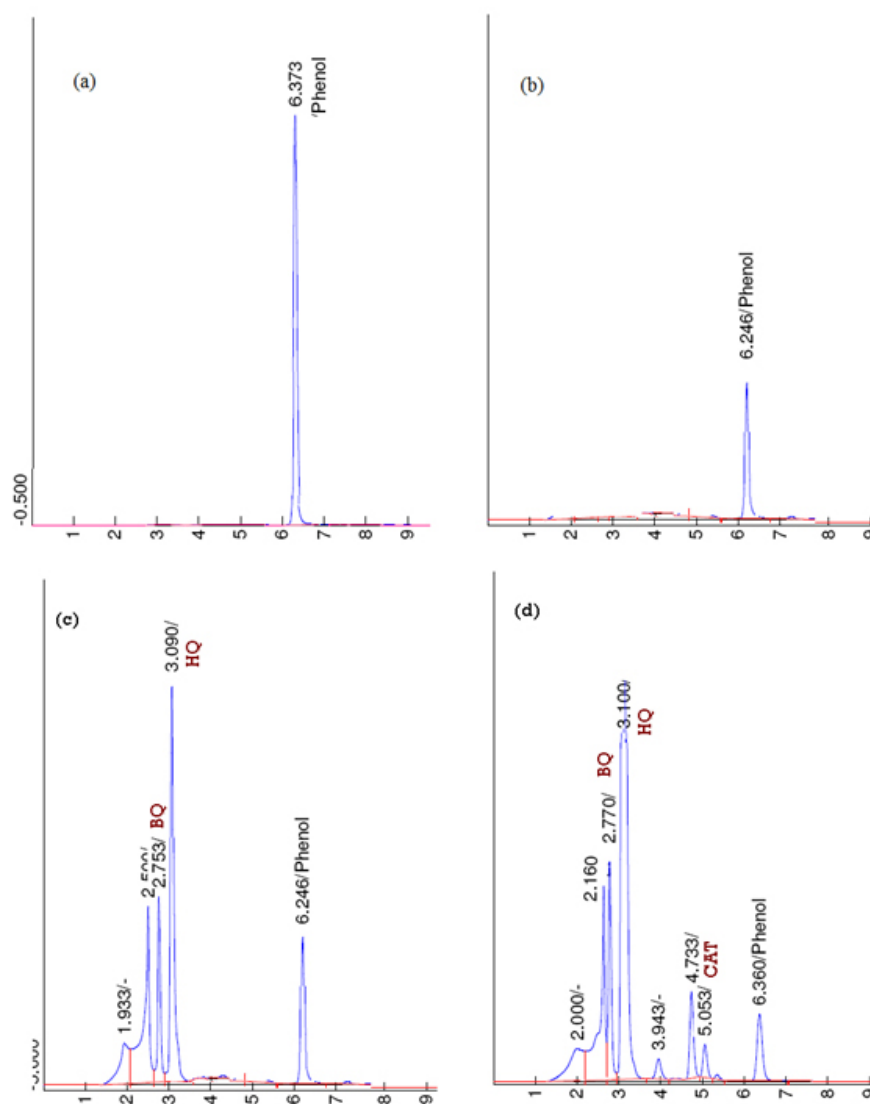 (a)
6.373
'Phenol
-0.500
1 2 3 4 5 6 7 8 9
(b)
6.246/Phenol
1 2 3 4 5 6 7 8 9
(c)
1.933/-
2.753/ BQ
3.090/ HQ
6.246/Phenol
1 2 3 4 5 6 7 8 9
(d)
2.000/-
2.160
2.770/ BQ
3.100/ HQ
3.943/-
4.733/
5.053/ CAT
6.360/Phenol
1 2 3 4 5 6 7 8 9